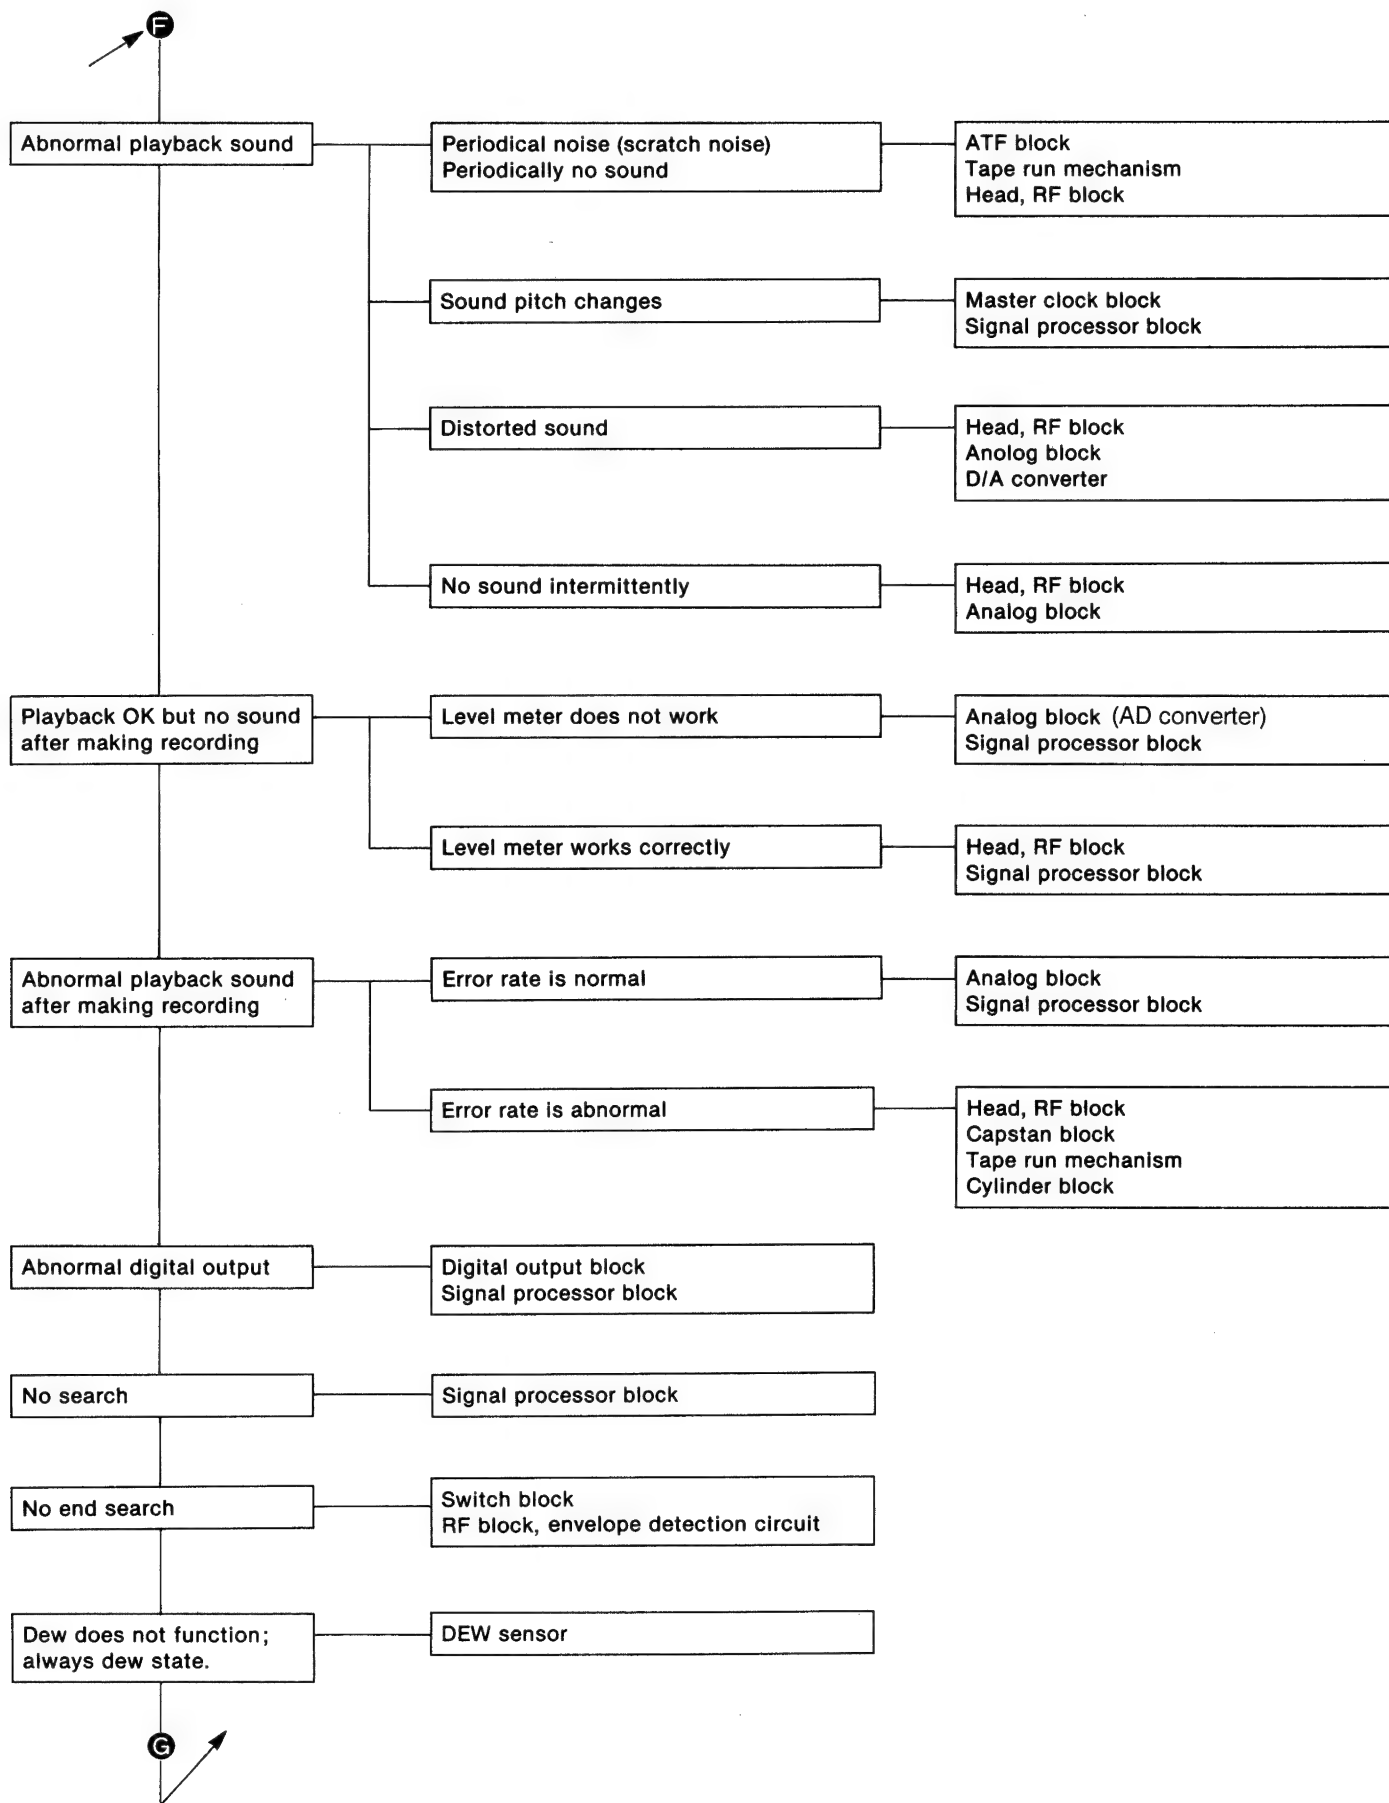 F
Abnormal playback sound
Periodical noise (scratch noise)
Periodically no sound
ATF block
Tape run mechanism
Head, RF block
Sound pitch changes
Master clock block
Signal processor block
Distorted sound
Head, RF block
Anolog block
D/A converter
No sound intermittently
Head, RF block
Analog block
Playback OK but no sound
after making recording
Level meter does not work
Analog block (AD converter)
Signal processor block
Level meter works correctly
Head, RF block
Signal processor block
Abnormal playback sound
after making recording
Error rate is normal
Analog block
Signal processor block
Error rate is abnormal
Head, RF block
Capstan block
Tape run mechanism
Cylinder block
Abnormal digital output
Digital output block
Signal processor block
No search
Signal processor block
No end search
Switch block
RF block, envelope detection circuit
Dew does not function;
always dew state.
DEW sensor
G